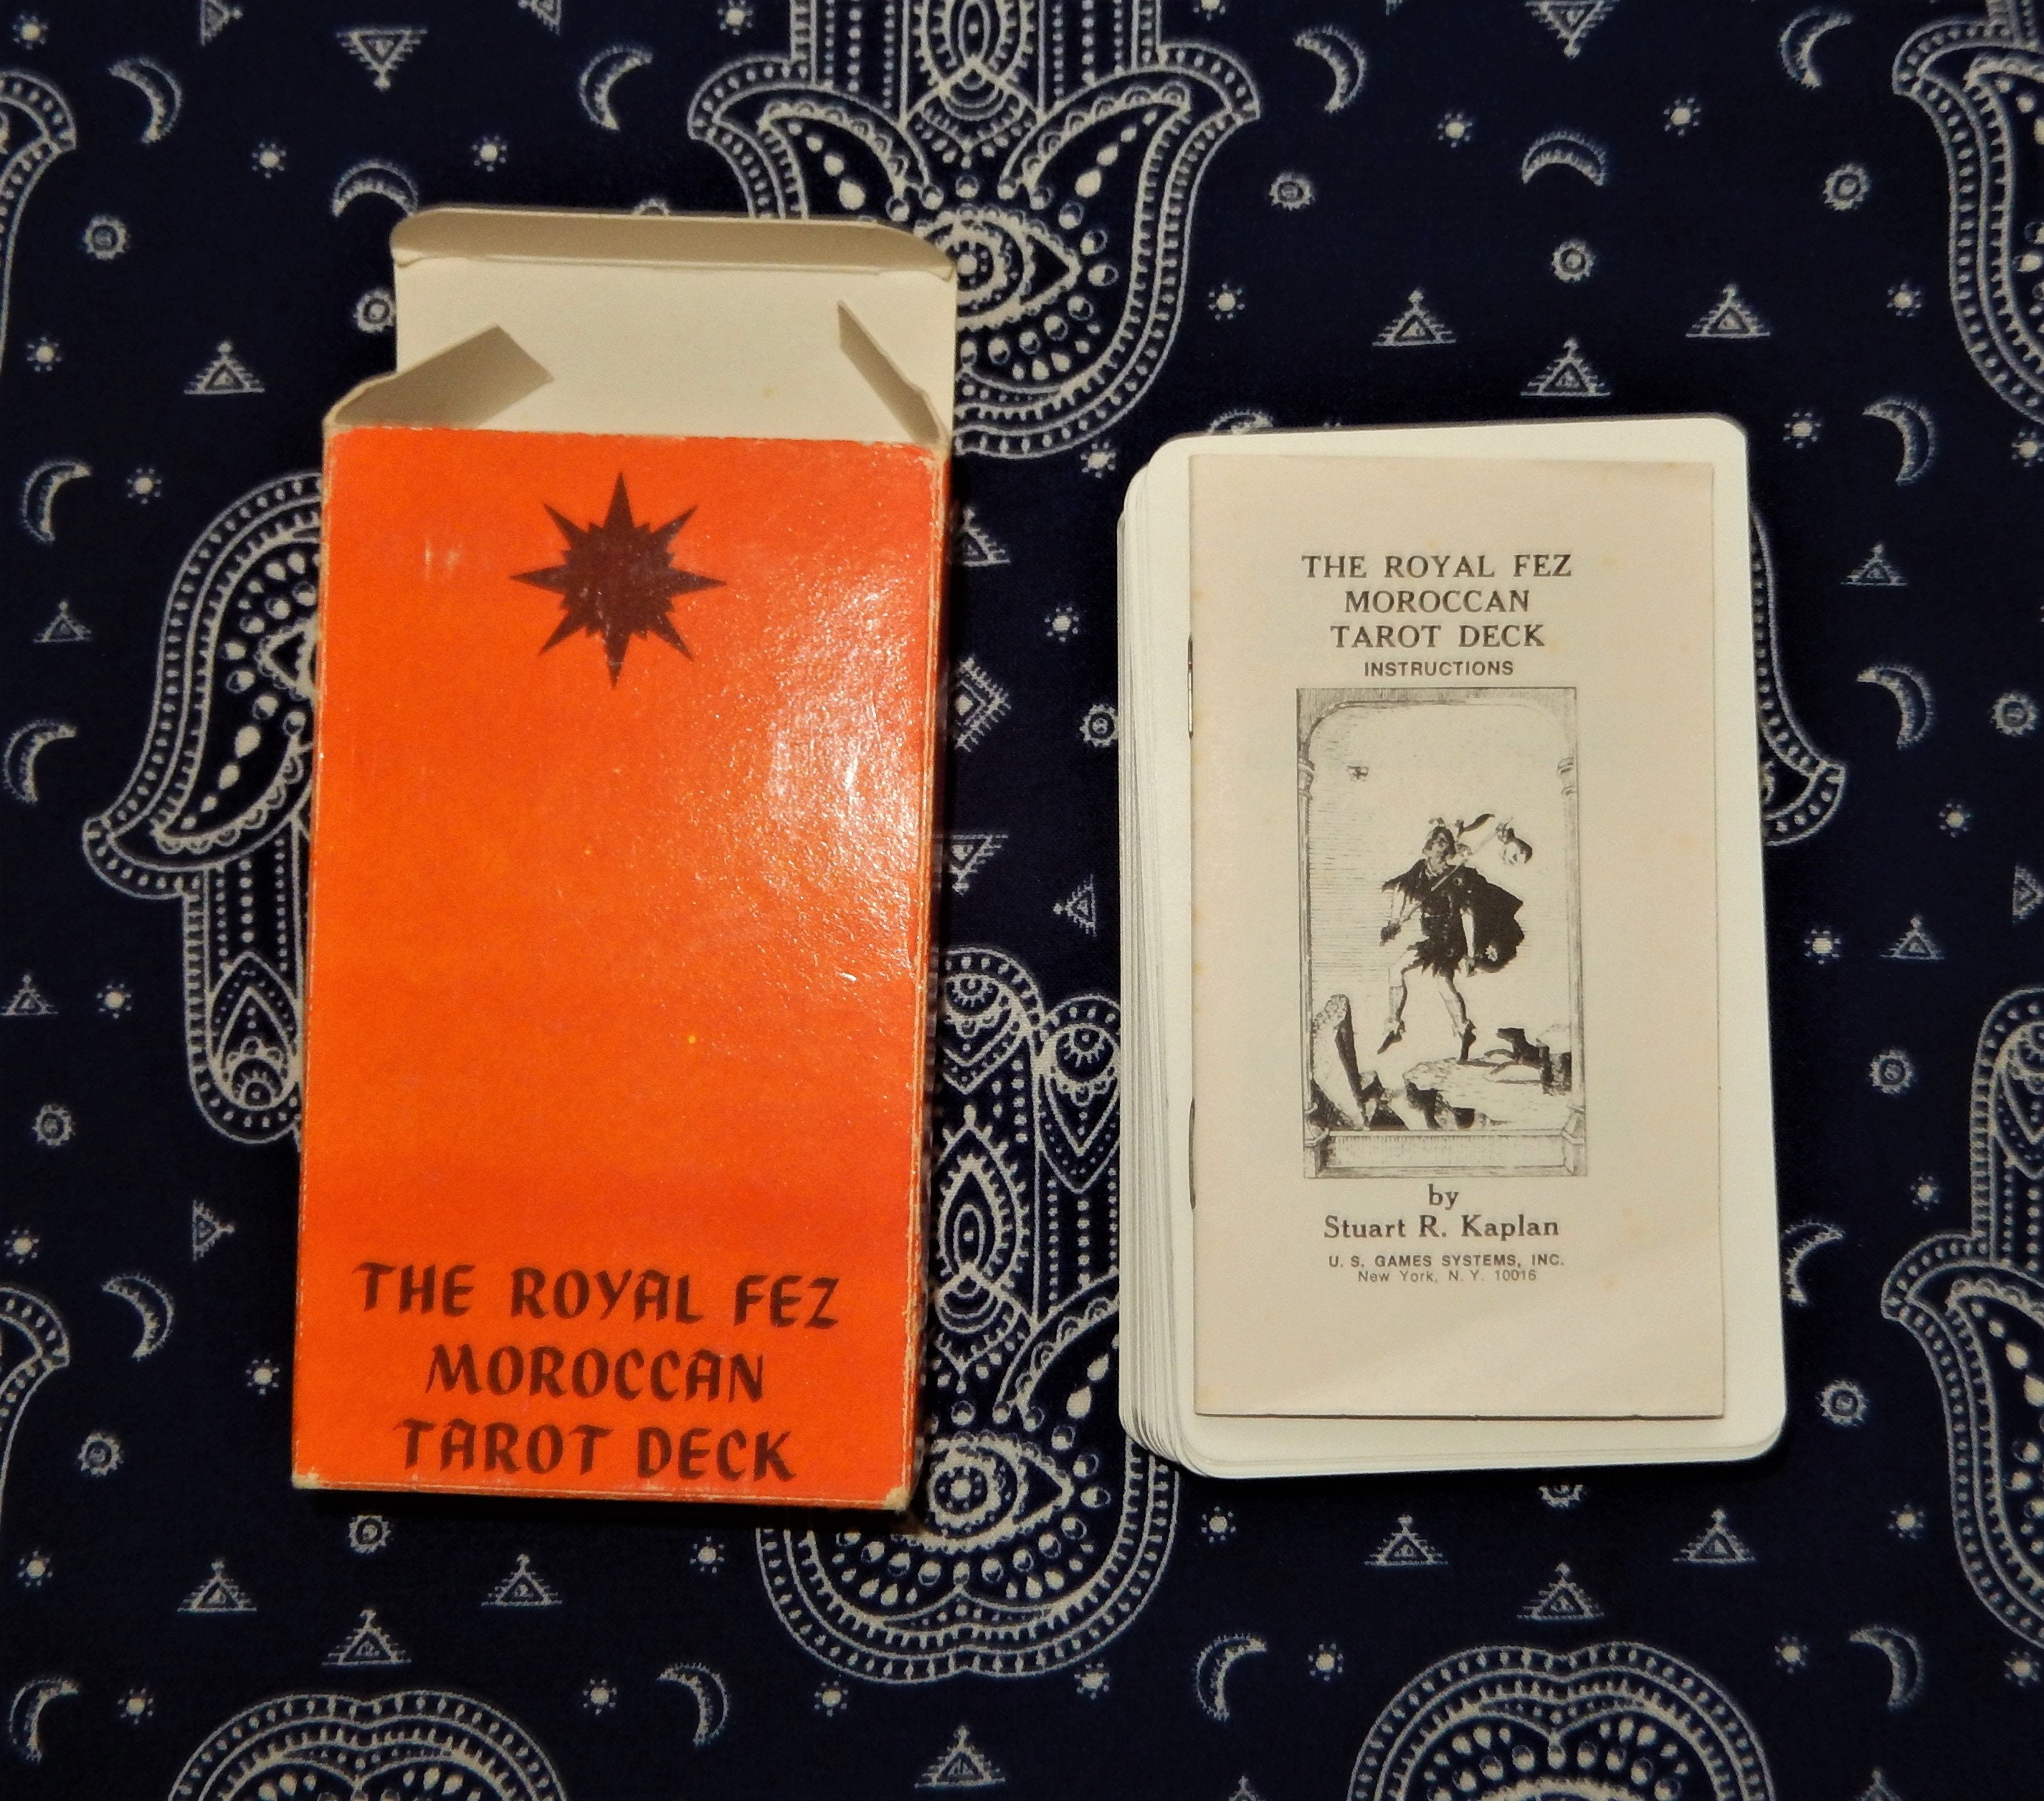 THE ROYAL FEZ
MOROCCAN
TAROT DECK
THE ROYAL FEZ
MOROCCAN
TAROT DECK
INSTRUCTIONS
by
Stuart R. Kaplan
U. S. GAMES SYSTEMS, INC.
New York, N. Y. 10016